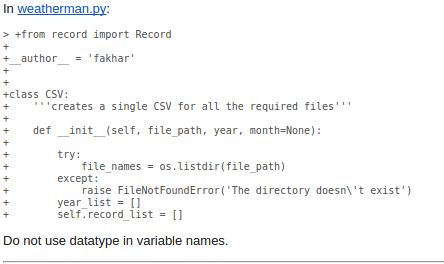 In weatherman.py:
> +from record import Record
+
+__author__ = 'fakhar'
+
+
+class CSV:
+    '''creates a single CSV for all the required files'''
+
+    def __init__(self, file_path, year, month=None):
+
+        try:
+            file_names = os.listdir(file_path)
+        except:
+            raise FileNotFoundError('The directory doesn\'t exist')
+        year_list = []
+        self.record_list = []
Do not use datatype in variable names.